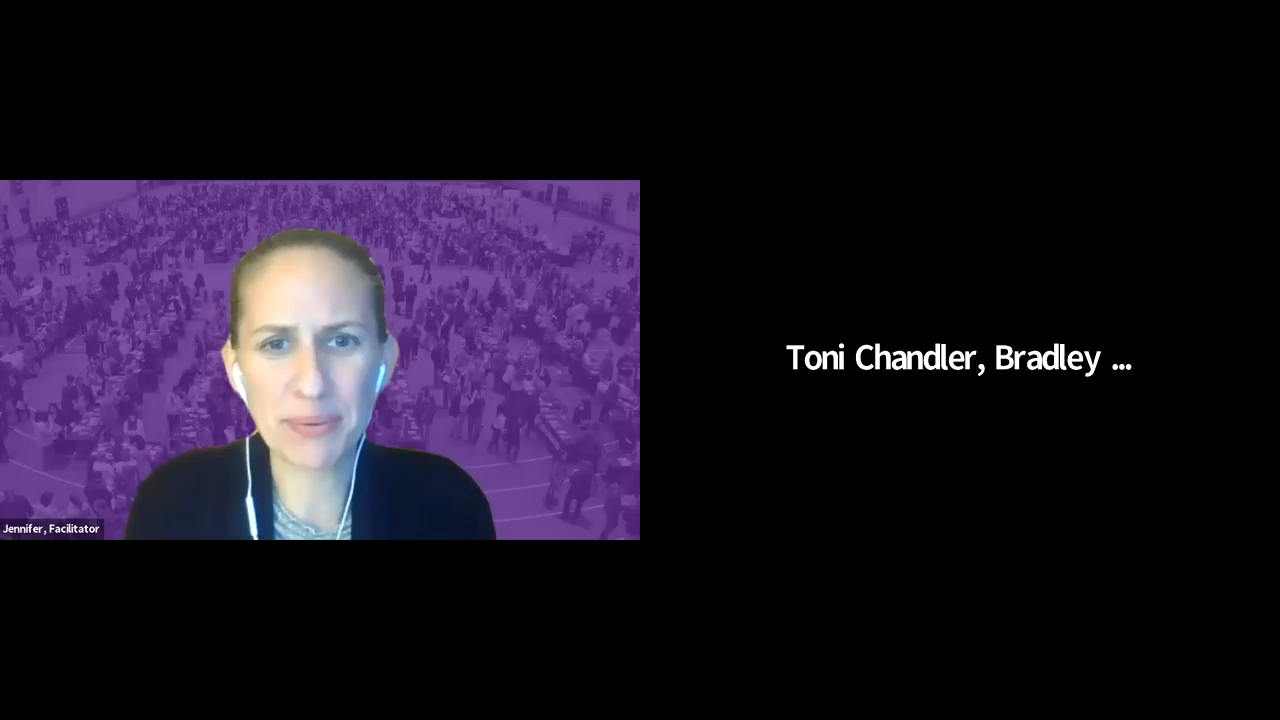 Toni Chandler, Bradley ...
Jennifer, Facilitator